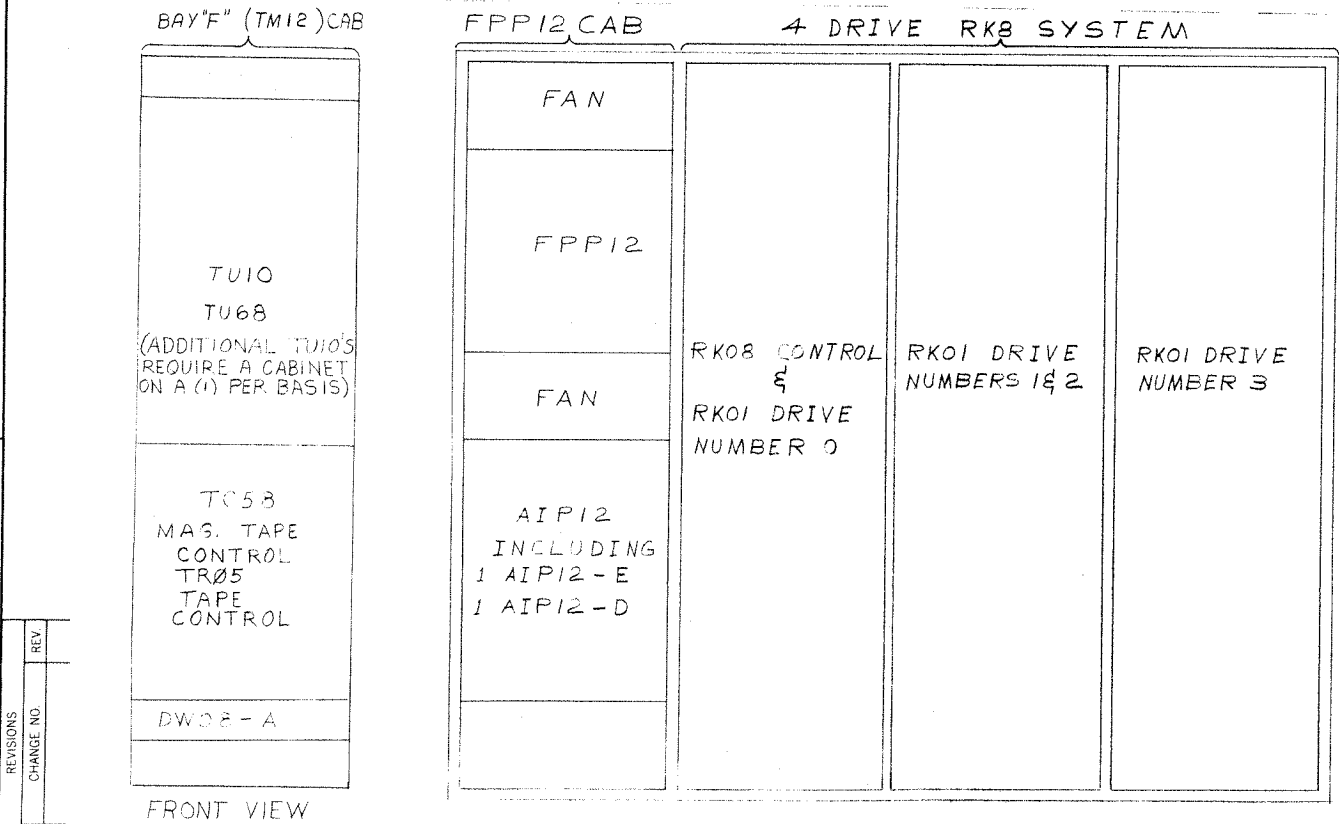 BAY "F" (TM12) CAB
TU10
TU68
(ADDITIONAL TU10'S
REQUIRE A CABINET
ON A (1) PER BASIS)
TC58
MAG. TAPE
CONTROL
TRØ5
TAPE
CONTROL
DW08-A
FRONT VIEW
FPP12 CAB
FAN
FPP12
FAN
AIP12
INCLUDING
1 AIP12-E
1 AIP12-D
4 DRIVE RK8 SYSTEM
RK08 CONTROL
&
RK01 DRIVE
NUMBER 0
RK01 DRIVE
NUMBERS 1 & 2
RK01 DRIVE
NUMBER 3
REVISIONS
CHANGE NO.
REV.